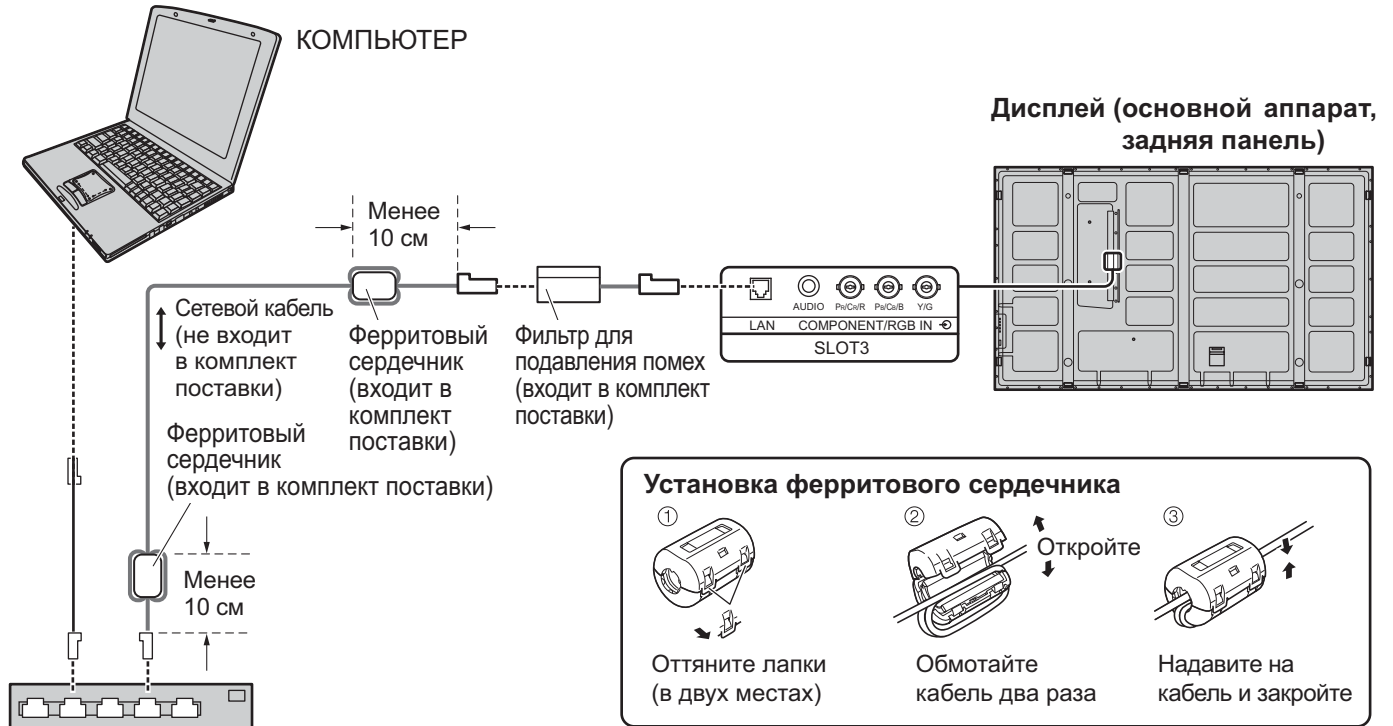 КОМПЬЮТЕР
Дисплей (основной аппарат,
задняя панель)
Менее
10 см
Сетевой кабель
(не входит
в комплект
поставки)
Ферритовый
сердечник
(входит в
комплект
поставки)
Фильтр для
подавления помех
(входит в комплект
поставки)
AUDIO PR/CR/R PB/CB/B Y/G
LAN COMPONENT/RGB IN
SLOT3
Ферритовый
сердечник
(входит в комплект поставки)
Менее
10 см
Установка ферритового сердечника
①
Оттяните лапки
(в двух местах)
②
Откройте
Обмотайте
кабель два раза
③
Надавите на
кабель и закройте